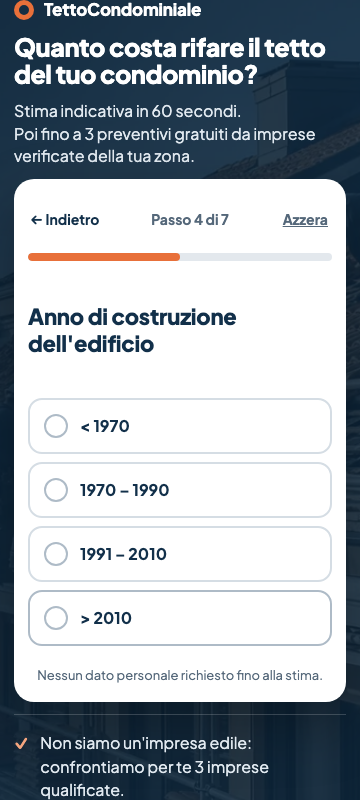 TettoCondominiale
Quanto costa rifare il tetto
del tuo condominio?
Stima indicativa in 60 secondi.
Poi fino a 3 preventivi gratuiti da imprese
verificate della tua zona.
← Indietro Passo 4 di 7 Azzera
Anno di costruzione
dell'edificio
< 1970
1970 – 1990
1991 – 2010
> 2010
Nessun dato personale richiesto fino alla stima.
Non siamo un'impresa edile:
confrontiamo per te 3 imprese
qualificate.